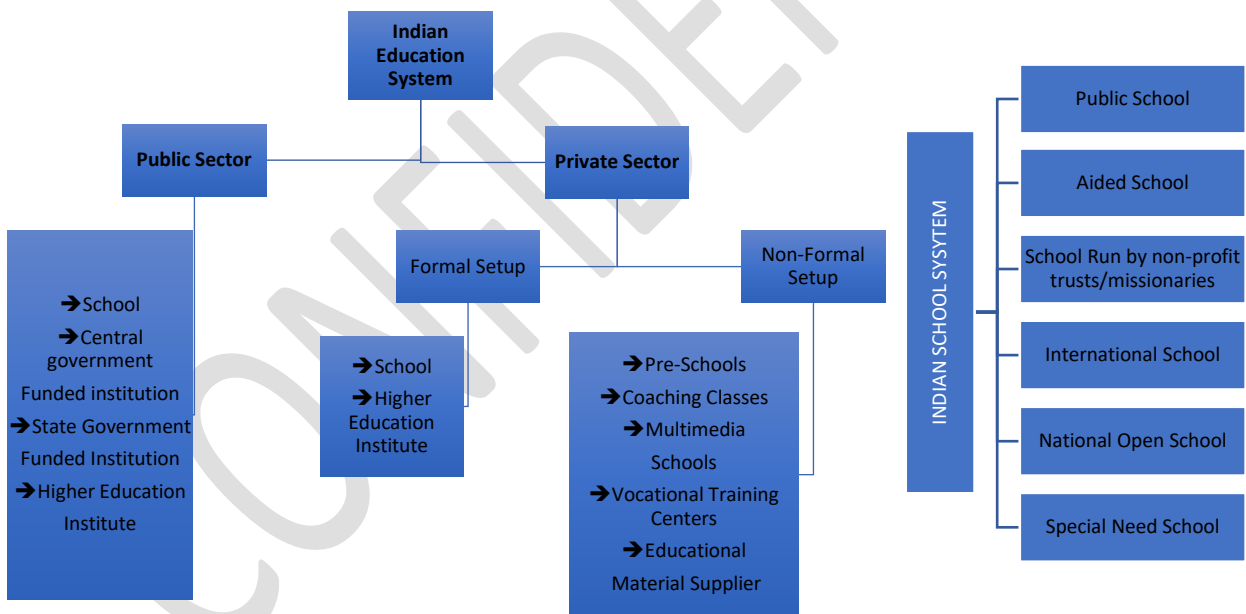 Indian
Education
System
Public Sector
Private Sector
Formal Setup
Non-Formal
Setup
➔School
➔Central
government
Funded institution
➔State Government
Funded Institution
➔Higher Education
Institute
➔School
➔Higher
Education
Institute
➔Pre-Schools
➔Coaching Classes
➔Multimedia
Schools
➔Vocational Training
Centers
➔Educational
Material Supplier
INDIAN SCHOOL SYSYTEM
Public School
Aided School
School Run by non-profit
trusts/missionaries
International School
National Open School
Special Need School